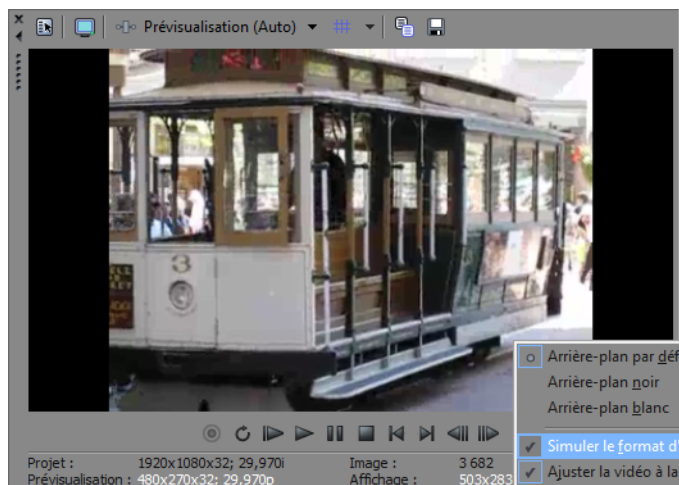 Prévisualisation (Auto)
3
Arrière-plan par déf
Arrière-plan noir
Arrière-plan blanc
Simuler le format d'
Ajuster la vidéo à la
Projet : 1920x1080x32; 29,970i Image : 3 682
Prévisualisation : 480x270x32; 29,970p Affichage : 503x283